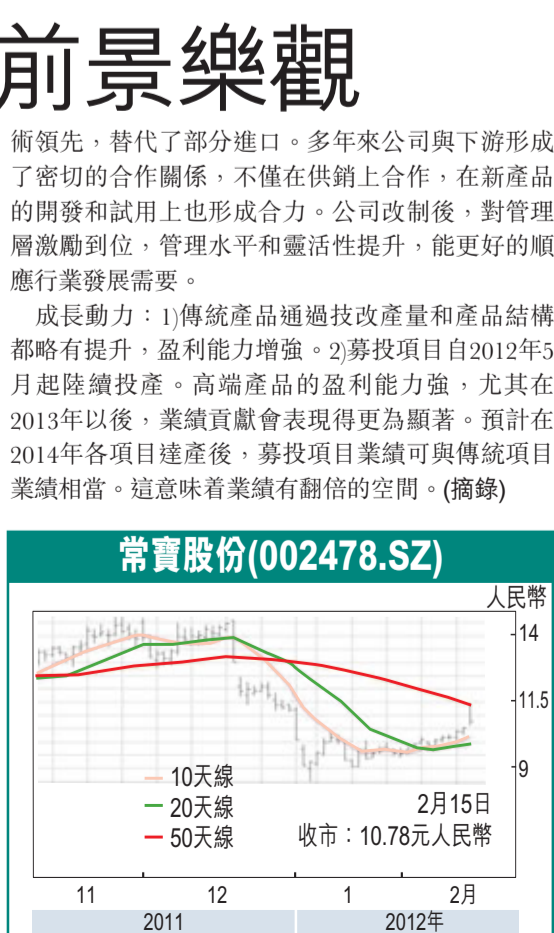 前景樂觀
術領先，替代了部分進口。多年來公司與下游形成
了密切的合作關係，不僅在供銷上合作，在新產品
的開發和試用上也形成合力。公司改制後，對管理
層激勵到位，管理水平和靈活性提升，能更好的順
應行業發展需要。
成長動力：1)傳統產品通過技改產量和產品結構
都略有提升，盈利能力增強。2)募投項目自2012年5
月起陸續投產。高端產品的盈利能力強，尤其在
2013年以後，業績貢獻會表現得更為顯著。預計在
2014年各項目達產後，募投項目業績可與傳統項目
業績相當。這意味着業績有翻倍的空間。(摘錄)
常寶股份(002478.SZ)
人民幣
14
11.5
9
10天線
20天線
50天線
2月15日
收市：10.78元人民幣
11 12 1 2月
2011 2012年